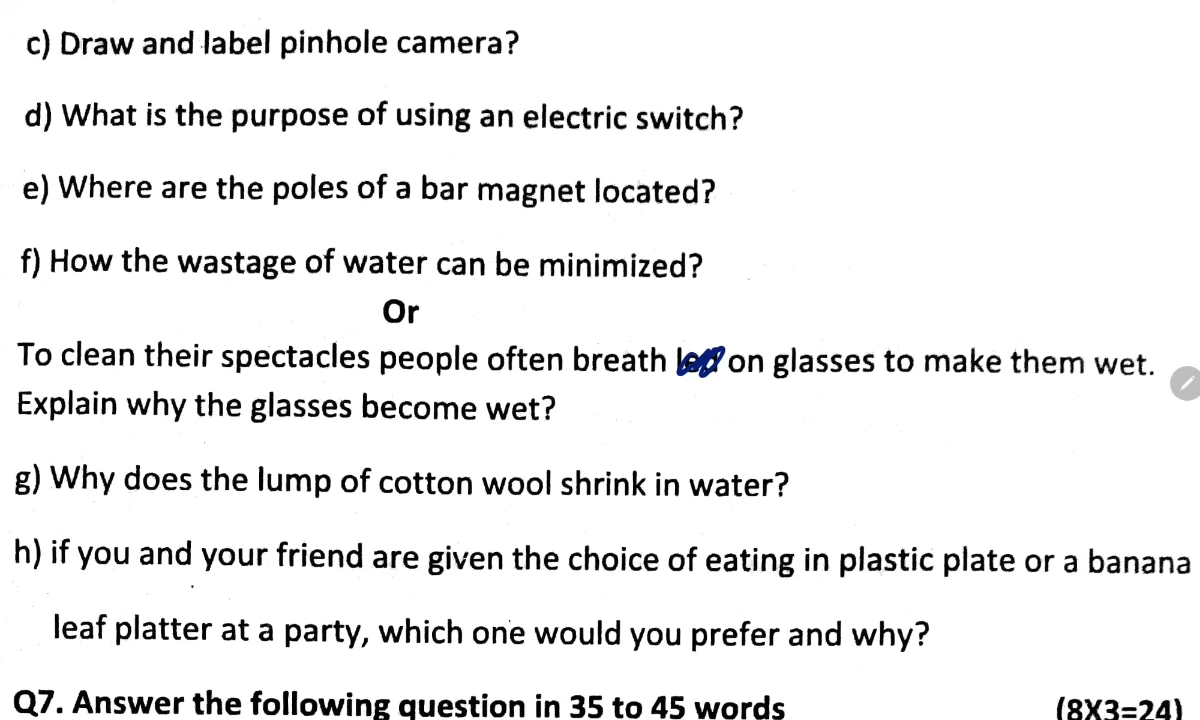 c) Draw and label pinhole camera?
d) What is the purpose of using an electric switch?
e) Where are the poles of a bar magnet located?
f) How the wastage of water can be minimized?
Or
To clean their spectacles people often breath on glasses to make them wet.
Explain why the glasses become wet?
g) Why does the lump of cotton wool shrink in water?
h) if you and your friend are given the choice of eating in plastic plate or a banana
leaf platter at a party, which one would you prefer and why?
Q7. Answer the following question in 35 to 45 words (8X3=24)